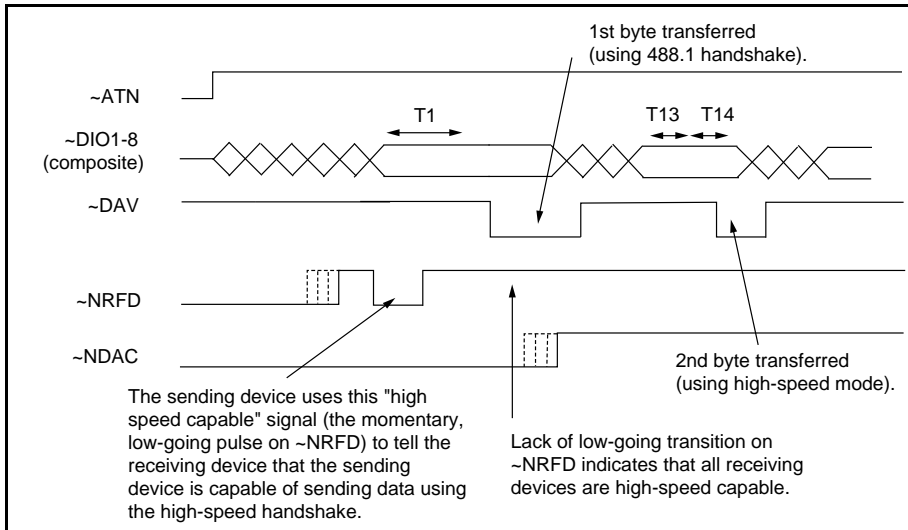 1st byte transferred
(using 488.1 handshake).
~ATN
T1
T13
T14
~DIO1-8
(composite)
~DAV
~NRFD
~NDAC
2nd byte transferred
(using high-speed mode).
The sending device uses this "high
speed capable" signal (the momentary,
low-going pulse on ~NRFD) to tell the
receiving device that the sending
device is capable of sending data using
the high-speed handshake.
Lack of low-going transition on
~NRFD indicates that all receiving
devices are high-speed capable.